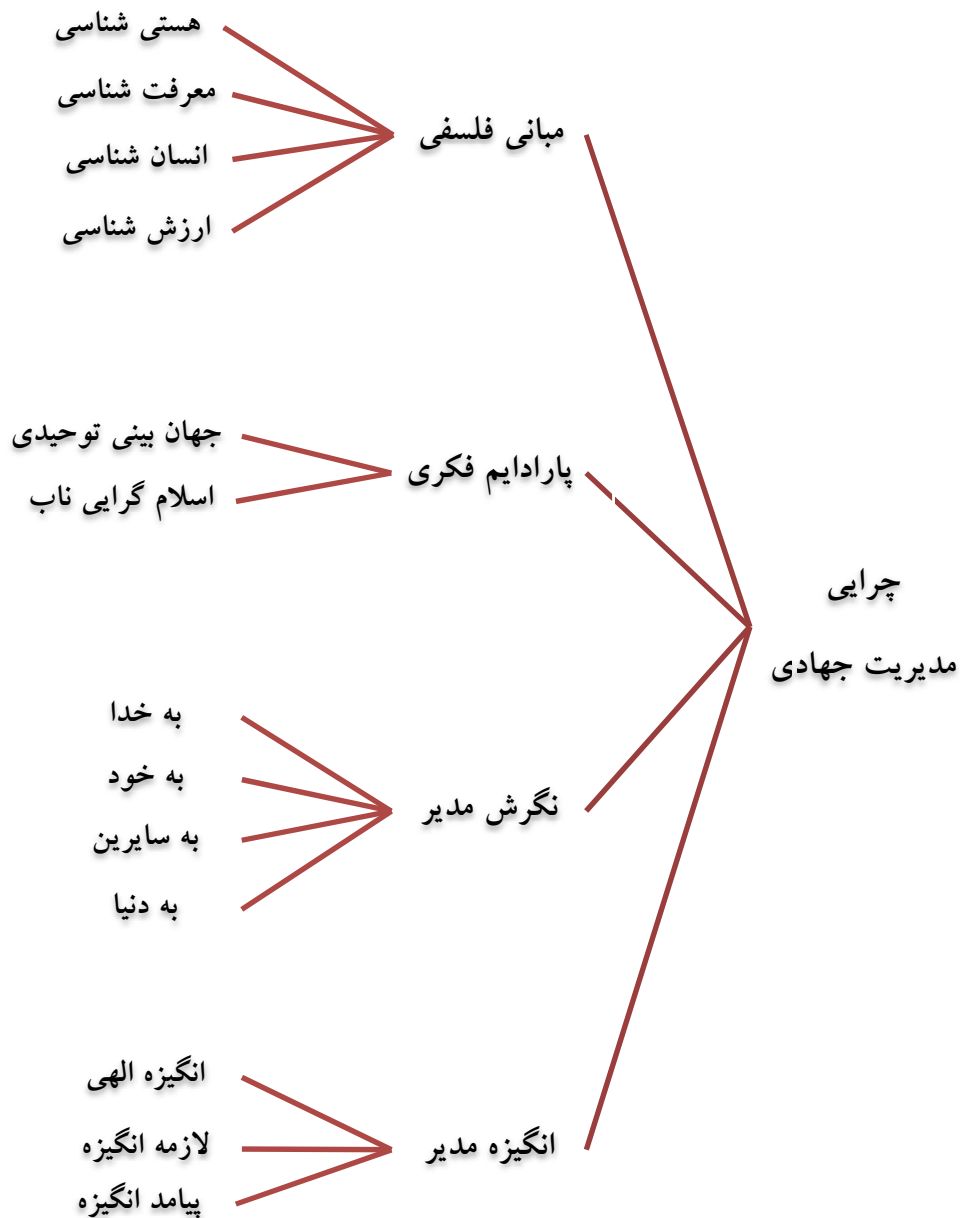 چرایی
مدیریت جهادی
مبانی فلسفی
هستی شناسی
معرفت شناسی
انسان شناسی
ارزش شناسی
پارادایم فکری
جهان بینی توحیدی
اسلام گرایی ناب
نگرش مدیر
به خدا
به خود
به سایرین
به دنیا
انگیزه مدیر
انگیزه الهی
لازمه انگیزه
پیامد انگیزه